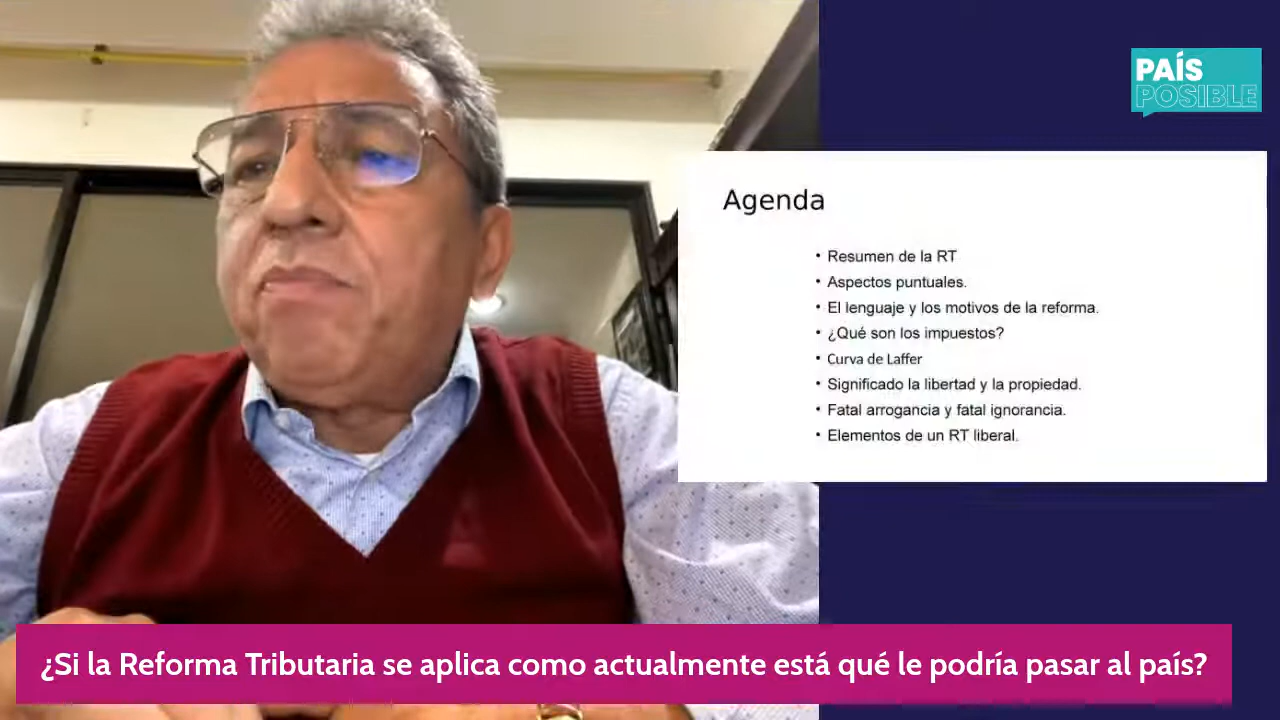 PAÍS
POSIBLE
Agenda
• Resumen de la RT
• Aspectos puntuales.
• El lenguaje y los motivos de la reforma.
• ¿Qué son los impuestos?
• Curva de Laffer
• Significado la libertad y la propiedad.
• Fatal arrogancia y fatal ignorancia.
• Elementos de un RT liberal.
¿Si la Reforma Tributaria se aplica como actualmente está qué le podría pasar al país?